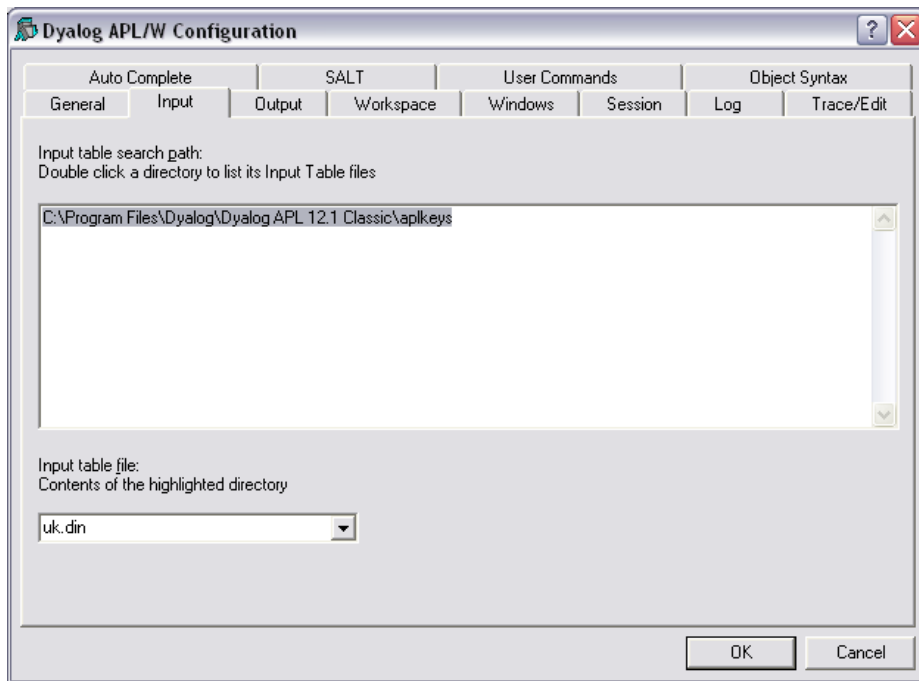 Dyalog APL/W Configuration
Auto Complete SALT User Commands Object Syntax
General Input Output Workspace Windows Session Log Trace/Edit
Input table search path:
Double click a directory to list its Input Table files
C:\Program Files\Dyalog\Dyalog APL 12.1 Classic\aplkeys
Input table file:
Contents of the highlighted directory
uk.din
OK Cancel